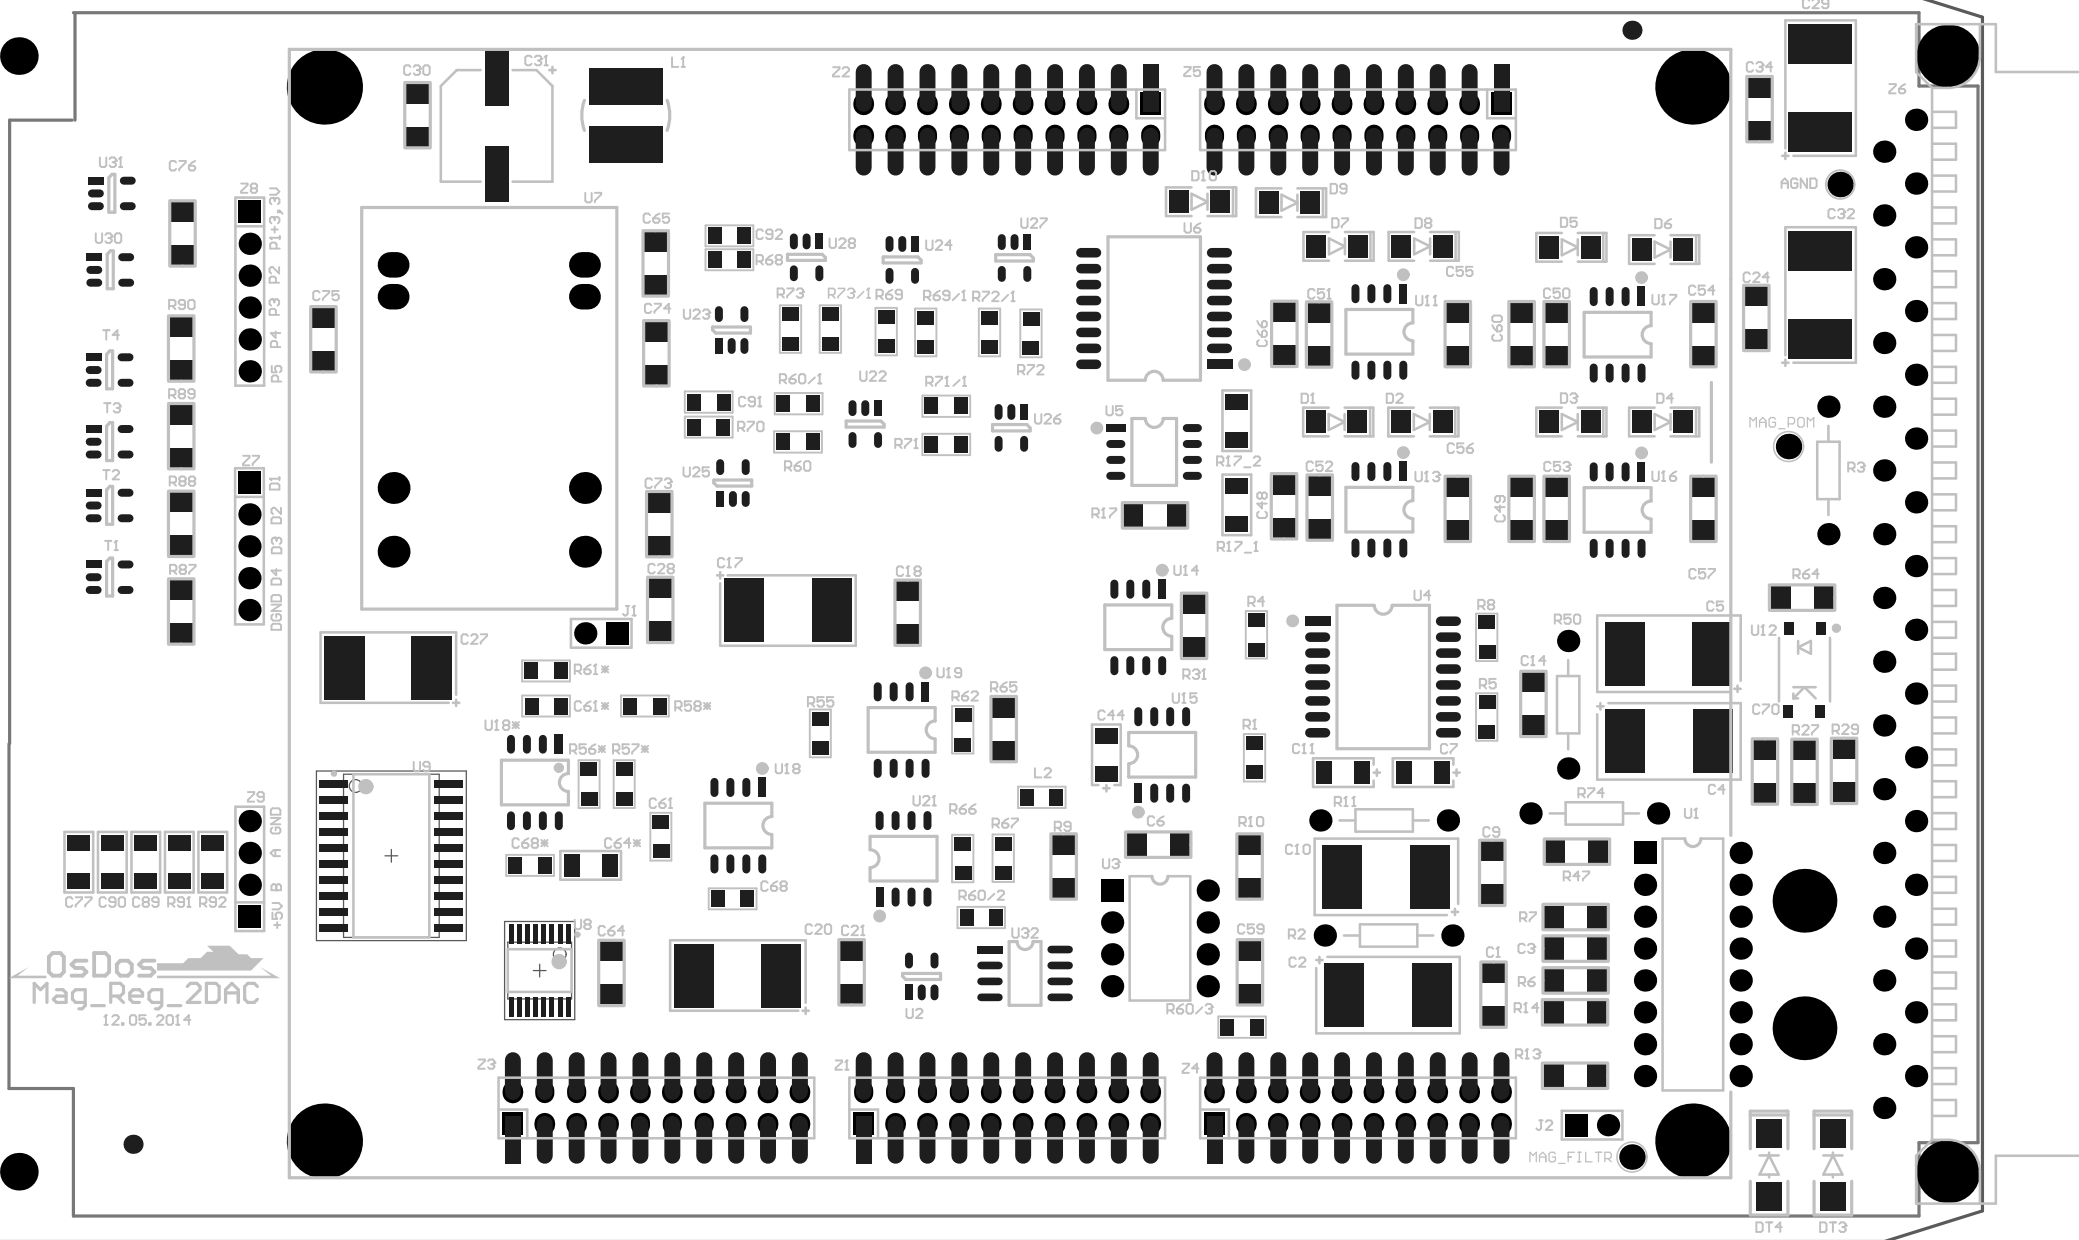 C29
C30
C31
L1
Z2
Z5
C34
Z6
U31
C76
Z8
P1+3,3V
U7
D10
D9
AGND
U30
C65
C92
U28
U24
U27
U6
D7
D8
D5
D6
C32
P2
R68
C55
R90
C75
P3
C74
U23
R73
R73/1
R69
R69/1
R72/1
C51
U11
C50
U17
C54
C24
T4
P4
C66
C60
P5
R72
R89
R60/1
U22
R71/1
T3
C91
R70
U5
D1
D2
D3
D4
MAG_POM
U26
R71
C56
R60
R17_2
R3
Z7
T2
R88
D1
U25
C73
C52
U13
C53
U16
C48
C49
D2
R17
T1
D3
R17_1
R87
D4
C28
C17
C18
U14
C57
R64
DGND
J1
R4
U4
R8
C5
R50
U12
C27
R61*
U19
R31
C14
C61*
R58*
R55
R62
R65
U15
R5
C70
U18*
C44
R1
R56*
R57*
C11
C7
R27
R29
U9
U18
L2
C4
Z9
GND
C61
U21
R66
R67
R11
R74
U1
C68*
C64*
R9
C6
R10
C9
A
U3
C10
R47
B
C68
R60/2
C77
C90
C89
R91
R92
+5V
U8
C64
C20
C21
U32
C59
R2
R7
C3
C1
C2
OsDos
Mag_Reg_2DAC
12.05.2014
R6
U2
R60/3
R14
Z3
Z1
Z4
R13
J2
MAG_FILTR
DT4
DT3